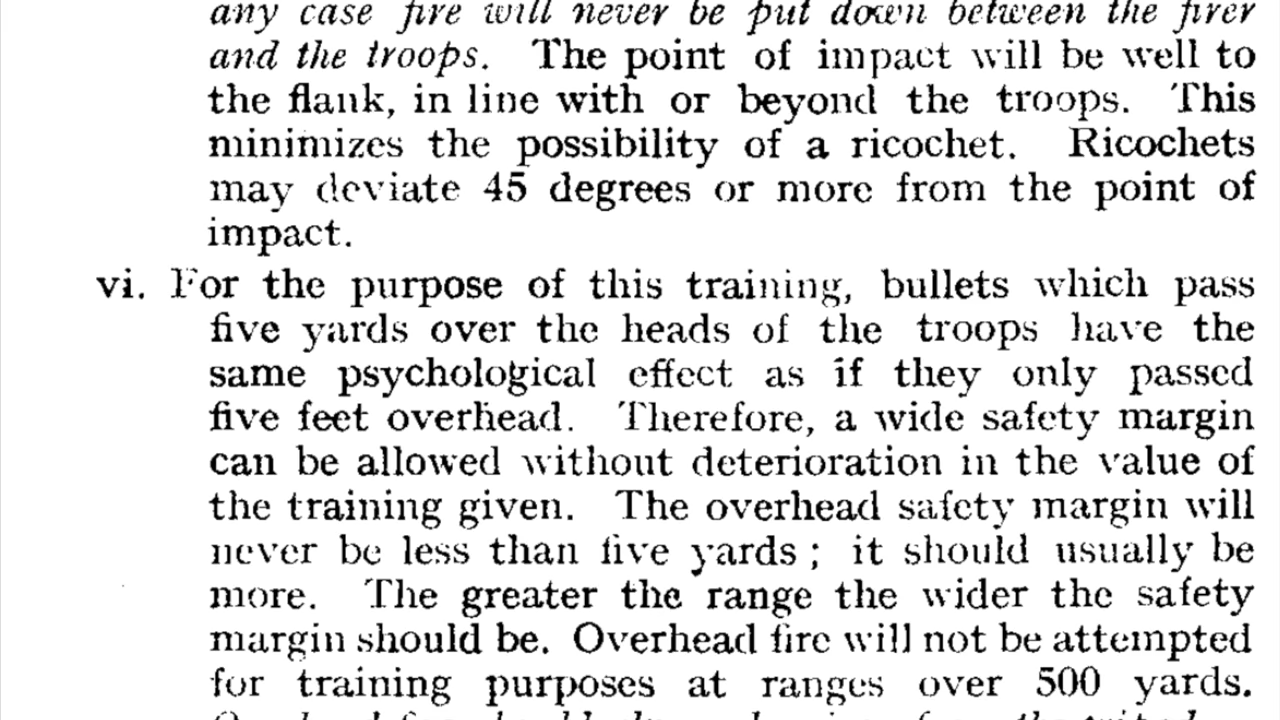 any case fire will never be put down between the firer
and the troops. The point of impact will be well to
the flank, in line with or beyond the troops. This
minimizes the possibility of a ricochet. Ricochets
may deviate 45 degrees or more from the point of
impact.
vi. For the purpose of this training, bullets which pass
five yards over the heads of the troops have the
same psychological effect as if they only passed
five feet overhead. Therefore, a wide safety margin
can be allowed without deterioration in the value of
the training given. The overhead safety margin will
never be less than five yards ; it should usually be
more. The greater the range the wider the safety
margin should be. Overhead fire will not be attempted
for training purposes at ranges over 500 yards.